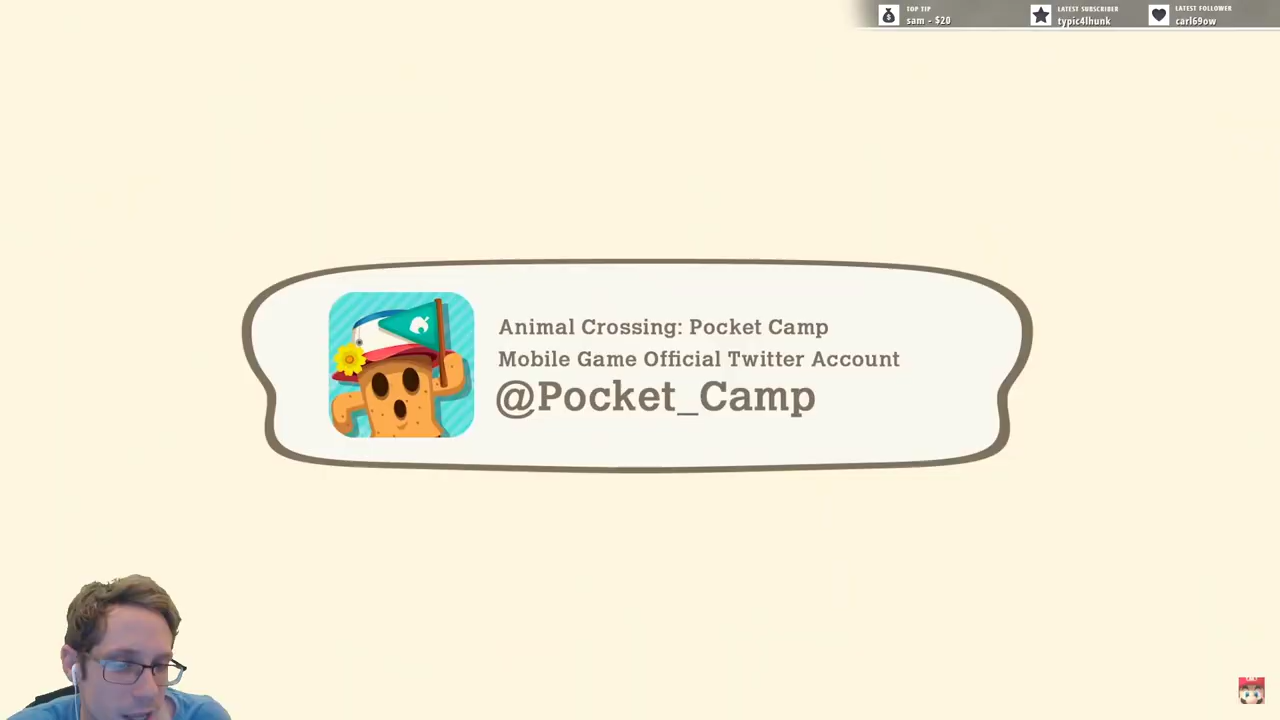 TOP TIP
sam - $20
LATEST SUBSCRIBER
typic4lhunk
LATEST FOLLOWER
carl69ow
Animal Crossing: Pocket Camp
Mobile Game Official Twitter Account
@Pocket_Camp